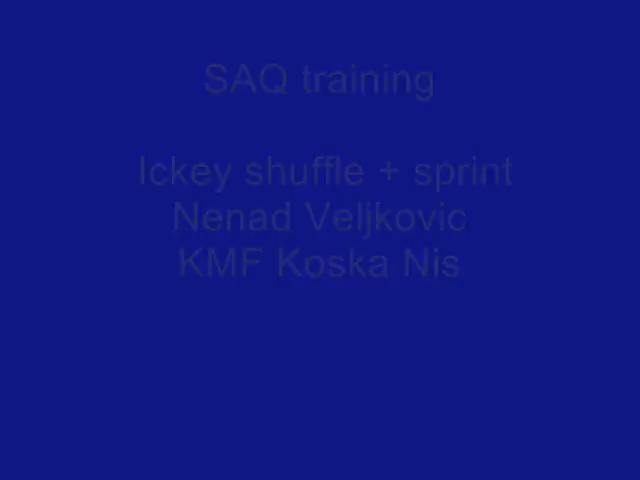 SAQ training
Ickey shuffle + sprint
Nenad Veljkovic
KMF Koska Nis